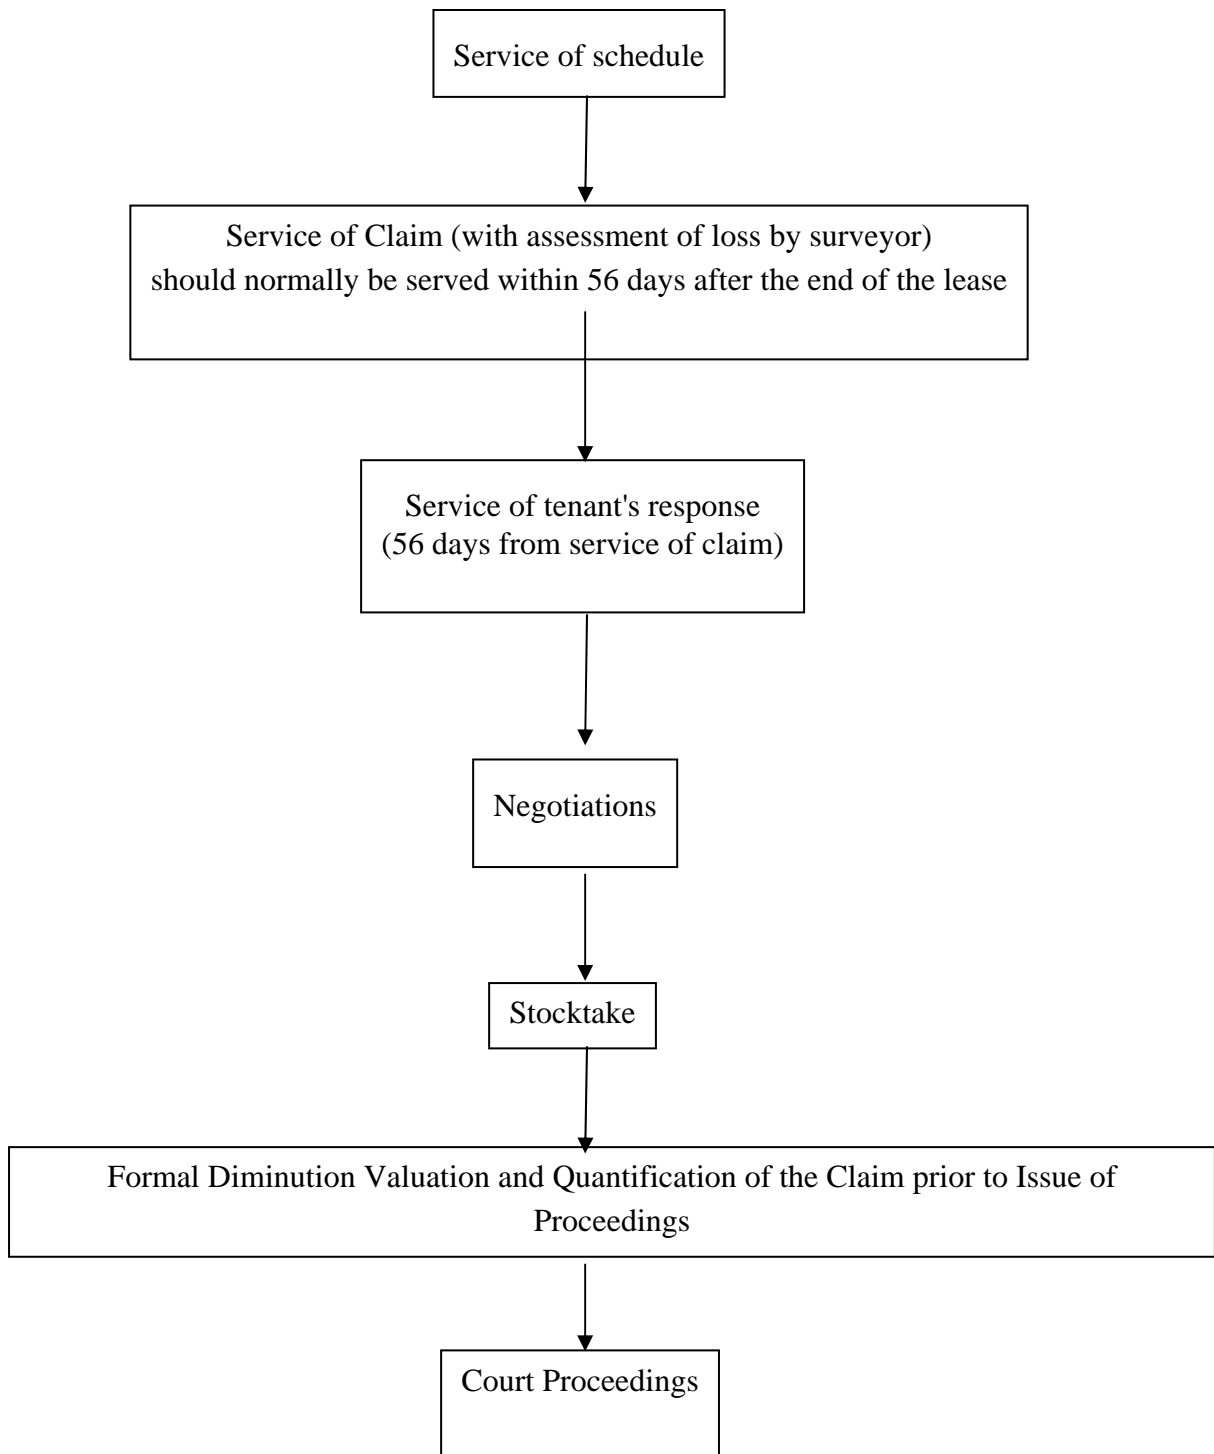 Service of schedule
Service of Claim (with assessment of loss by surveyor)
should normally be served within 56 days after the end of the lease
Service of tenant's response
(56 days from service of claim)
Negotiations
Stocktake
Formal Diminution Valuation and Quantification of the Claim prior to Issue of
Proceedings
Court Proceedings